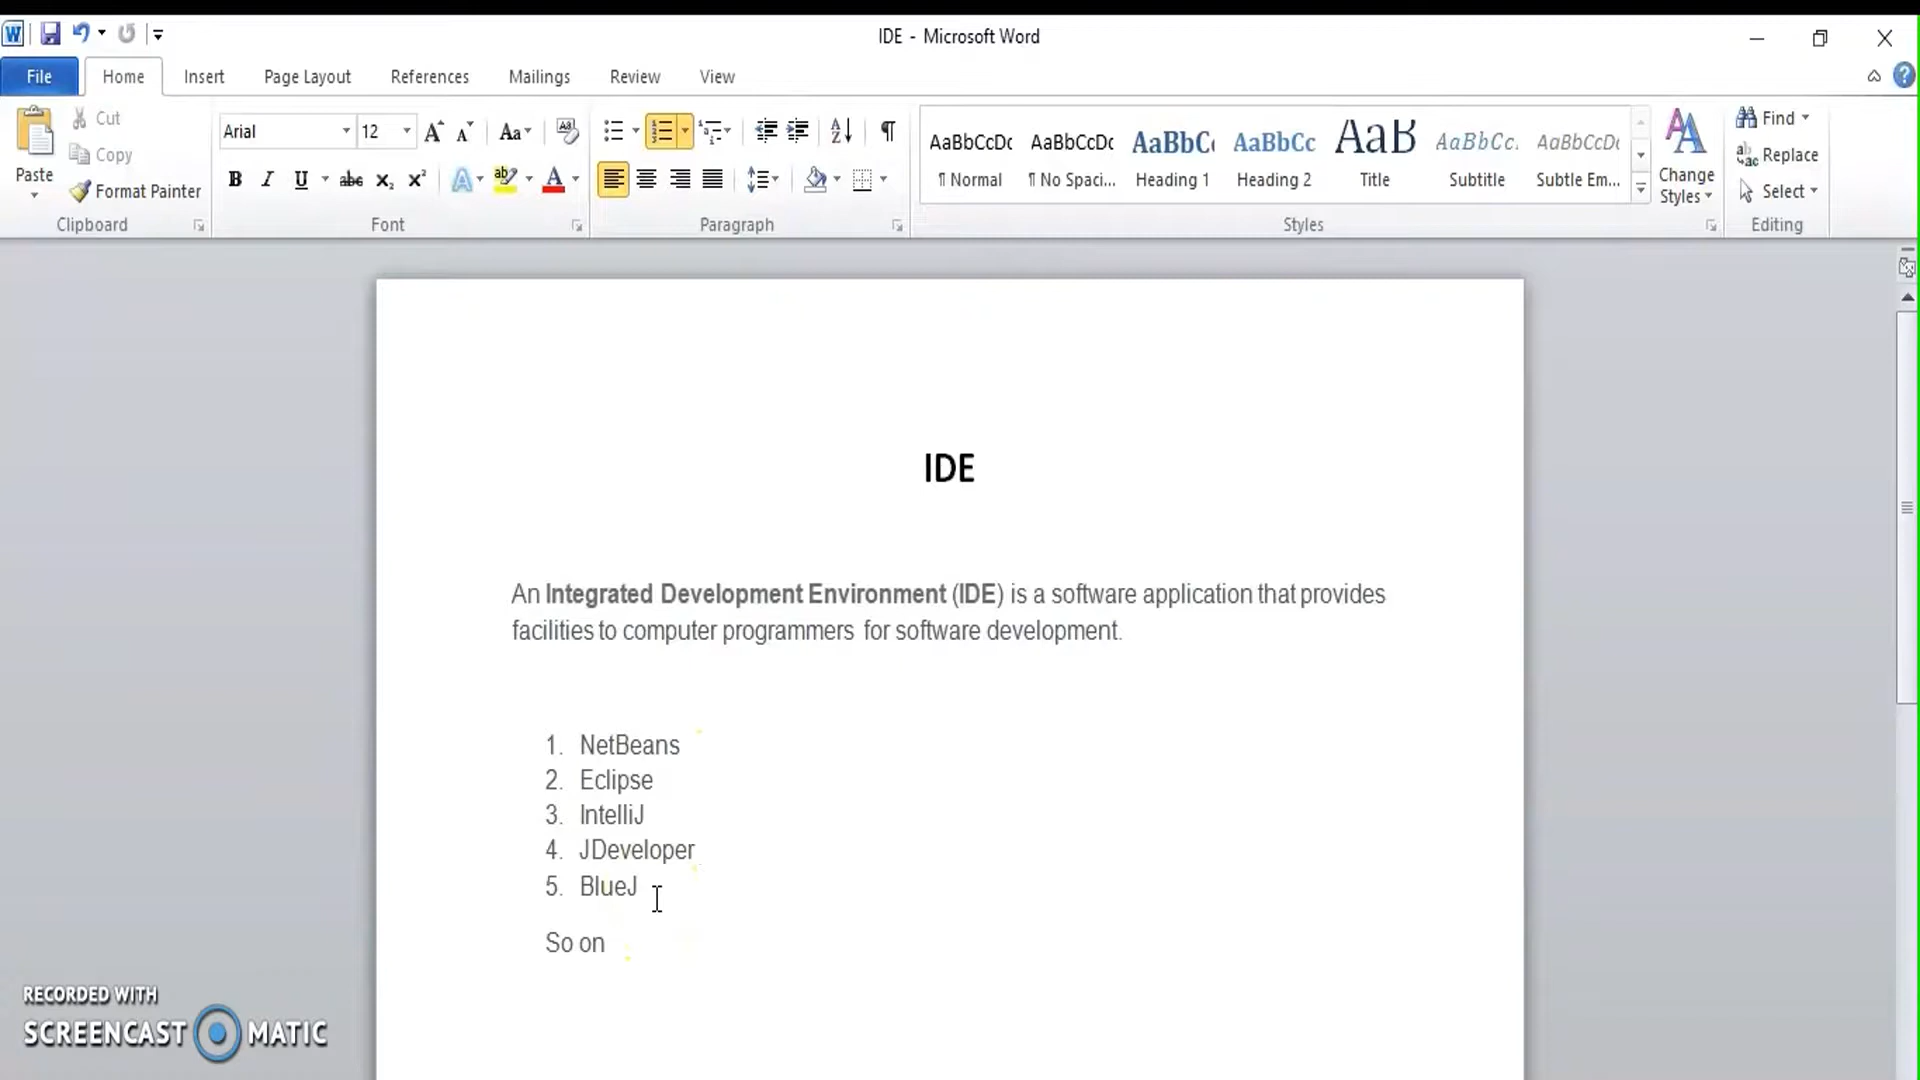 IDE - Microsoft Word
File Home Insert Page Layout References Mailings Review View
Paste
Cut
Copy
Format Painter
Clipboard
Arial 12
Font
Paragraph
AaBbCcDc AaBbCcDc AaBbC AaBbCc AaB AaBbCc. AaBbCcDc
¶ Normal ¶ No Spaci... Heading 1 Heading 2 Title Subtitle Subtle Em...
Change
Styles
Styles
Find
Replace
Select
Editing
IDE
An Integrated Development Environment (IDE) is a software application that provides
facilities to computer programmers for software development.
1. NetBeans
2. Eclipse
3. IntelliJ
4. JDeveloper
5. BlueJ
So on
RECORDED WITH
SCREENCAST MATIC